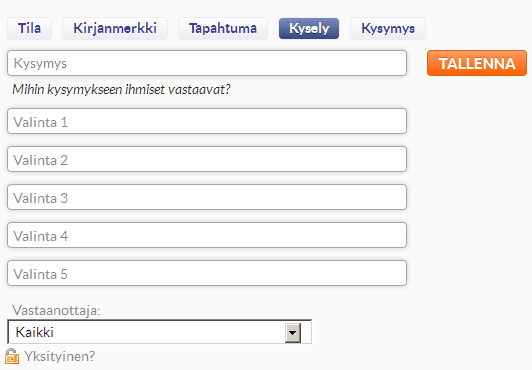 Tila Kirjanmerkki Tapahtuma Kysely Kysymys
Kysymys TALLENNA
Mihin kysymykseen ihmiset vastaavat?
Valinta 1
Valinta 2
Valinta 3
Valinta 4
Valinta 5
Vastaanottaja:
Kaikki
Yksityinen?